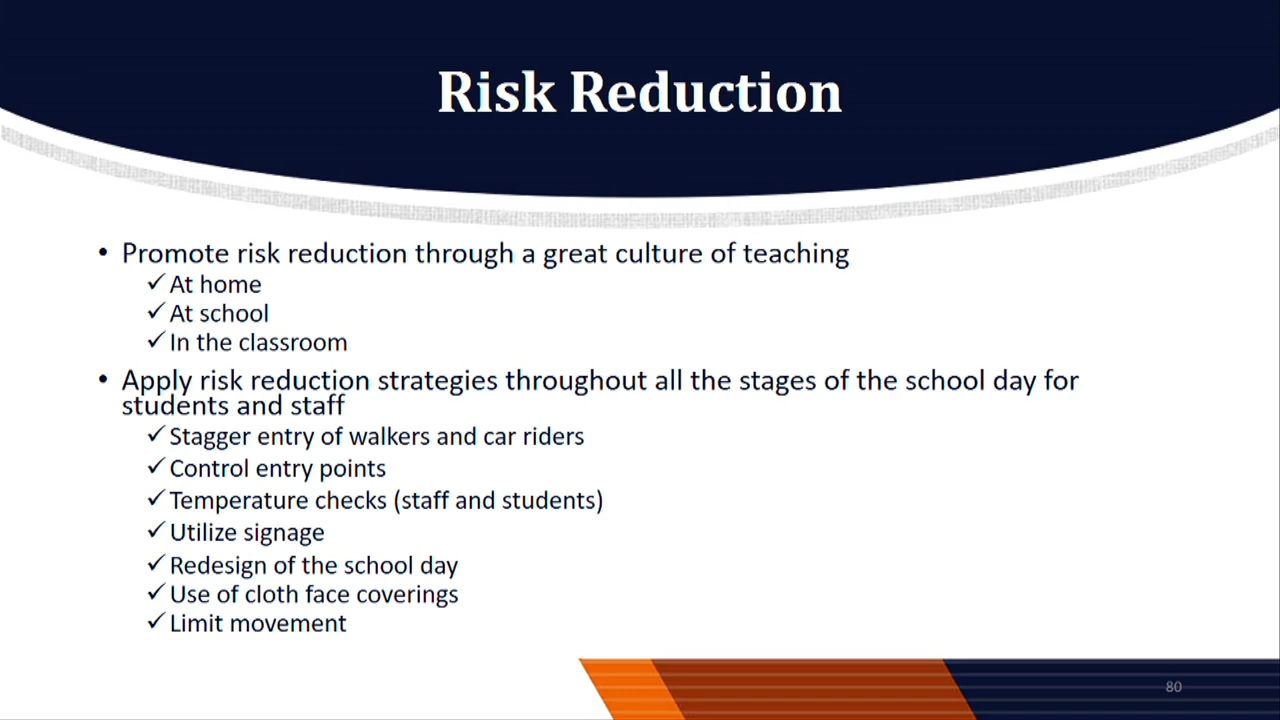 Risk Reduction
• Promote risk reduction through a great culture of teaching
✓ At home
✓ At school
✓ In the classroom
• Apply risk reduction strategies throughout all the stages of the school day for
students and staff
✓ Stagger entry of walkers and car riders
✓ Control entry points
✓ Temperature checks (staff and students)
✓ Utilize signage
✓ Redesign of the school day
✓ Use of cloth face coverings
✓ Limit movement
80